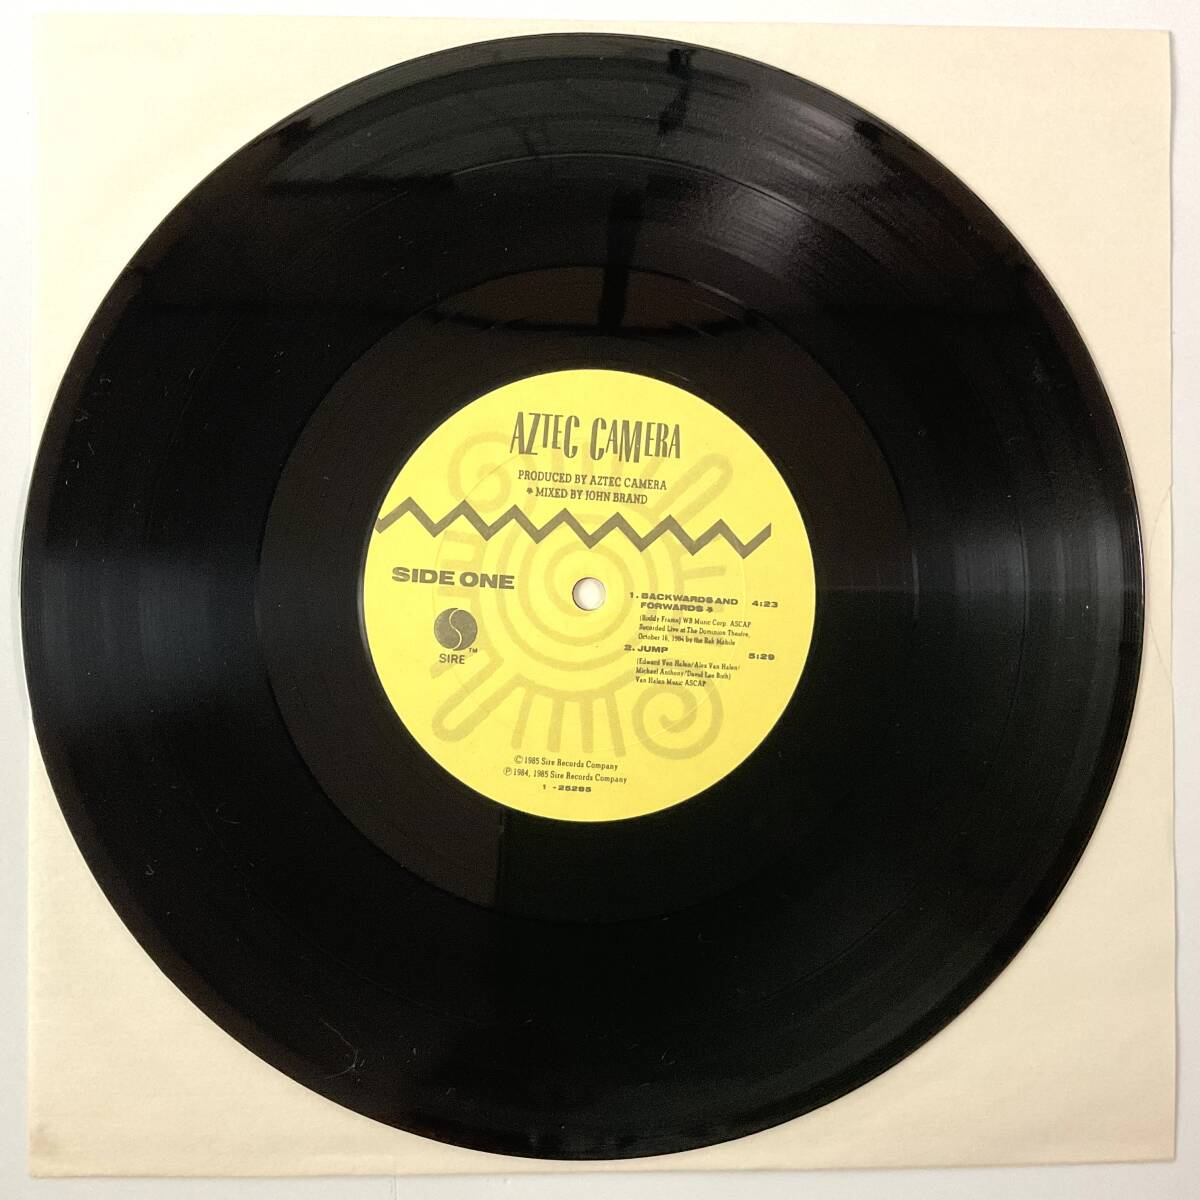 AZTEC CAMERA
PRODUCED BY AZTEC CAMERA
* MIXED BY JOHN BRAND
SIDE ONE
S
SIRE™
1. BACKWARDS AND 4:23
FORWARDS *
(Roddy Frame) WB Music Corp. ASCAP
Recorded Live at The Dominion Theatre,
October 16, 1984 by the Rak Mobile
2. JUMP 5:29
(Edward Van Halen/Alex Van Halen/
Michael Anthony/David Lee Roth)
Van Halen Music ASCAP
©1985 Sire Records Company
℗1984, 1985 Sire Records Company
1 -25285